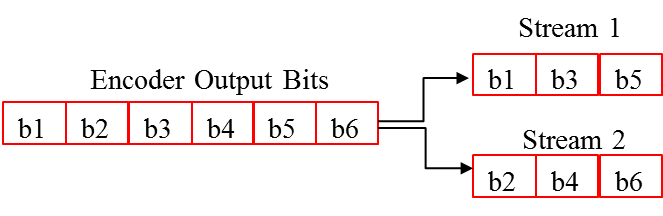 Stream 1
b1 b3 b5
Encoder Output Bits
b1 b2 b3 b4 b5 b6
Stream 2
b2 b4 b6